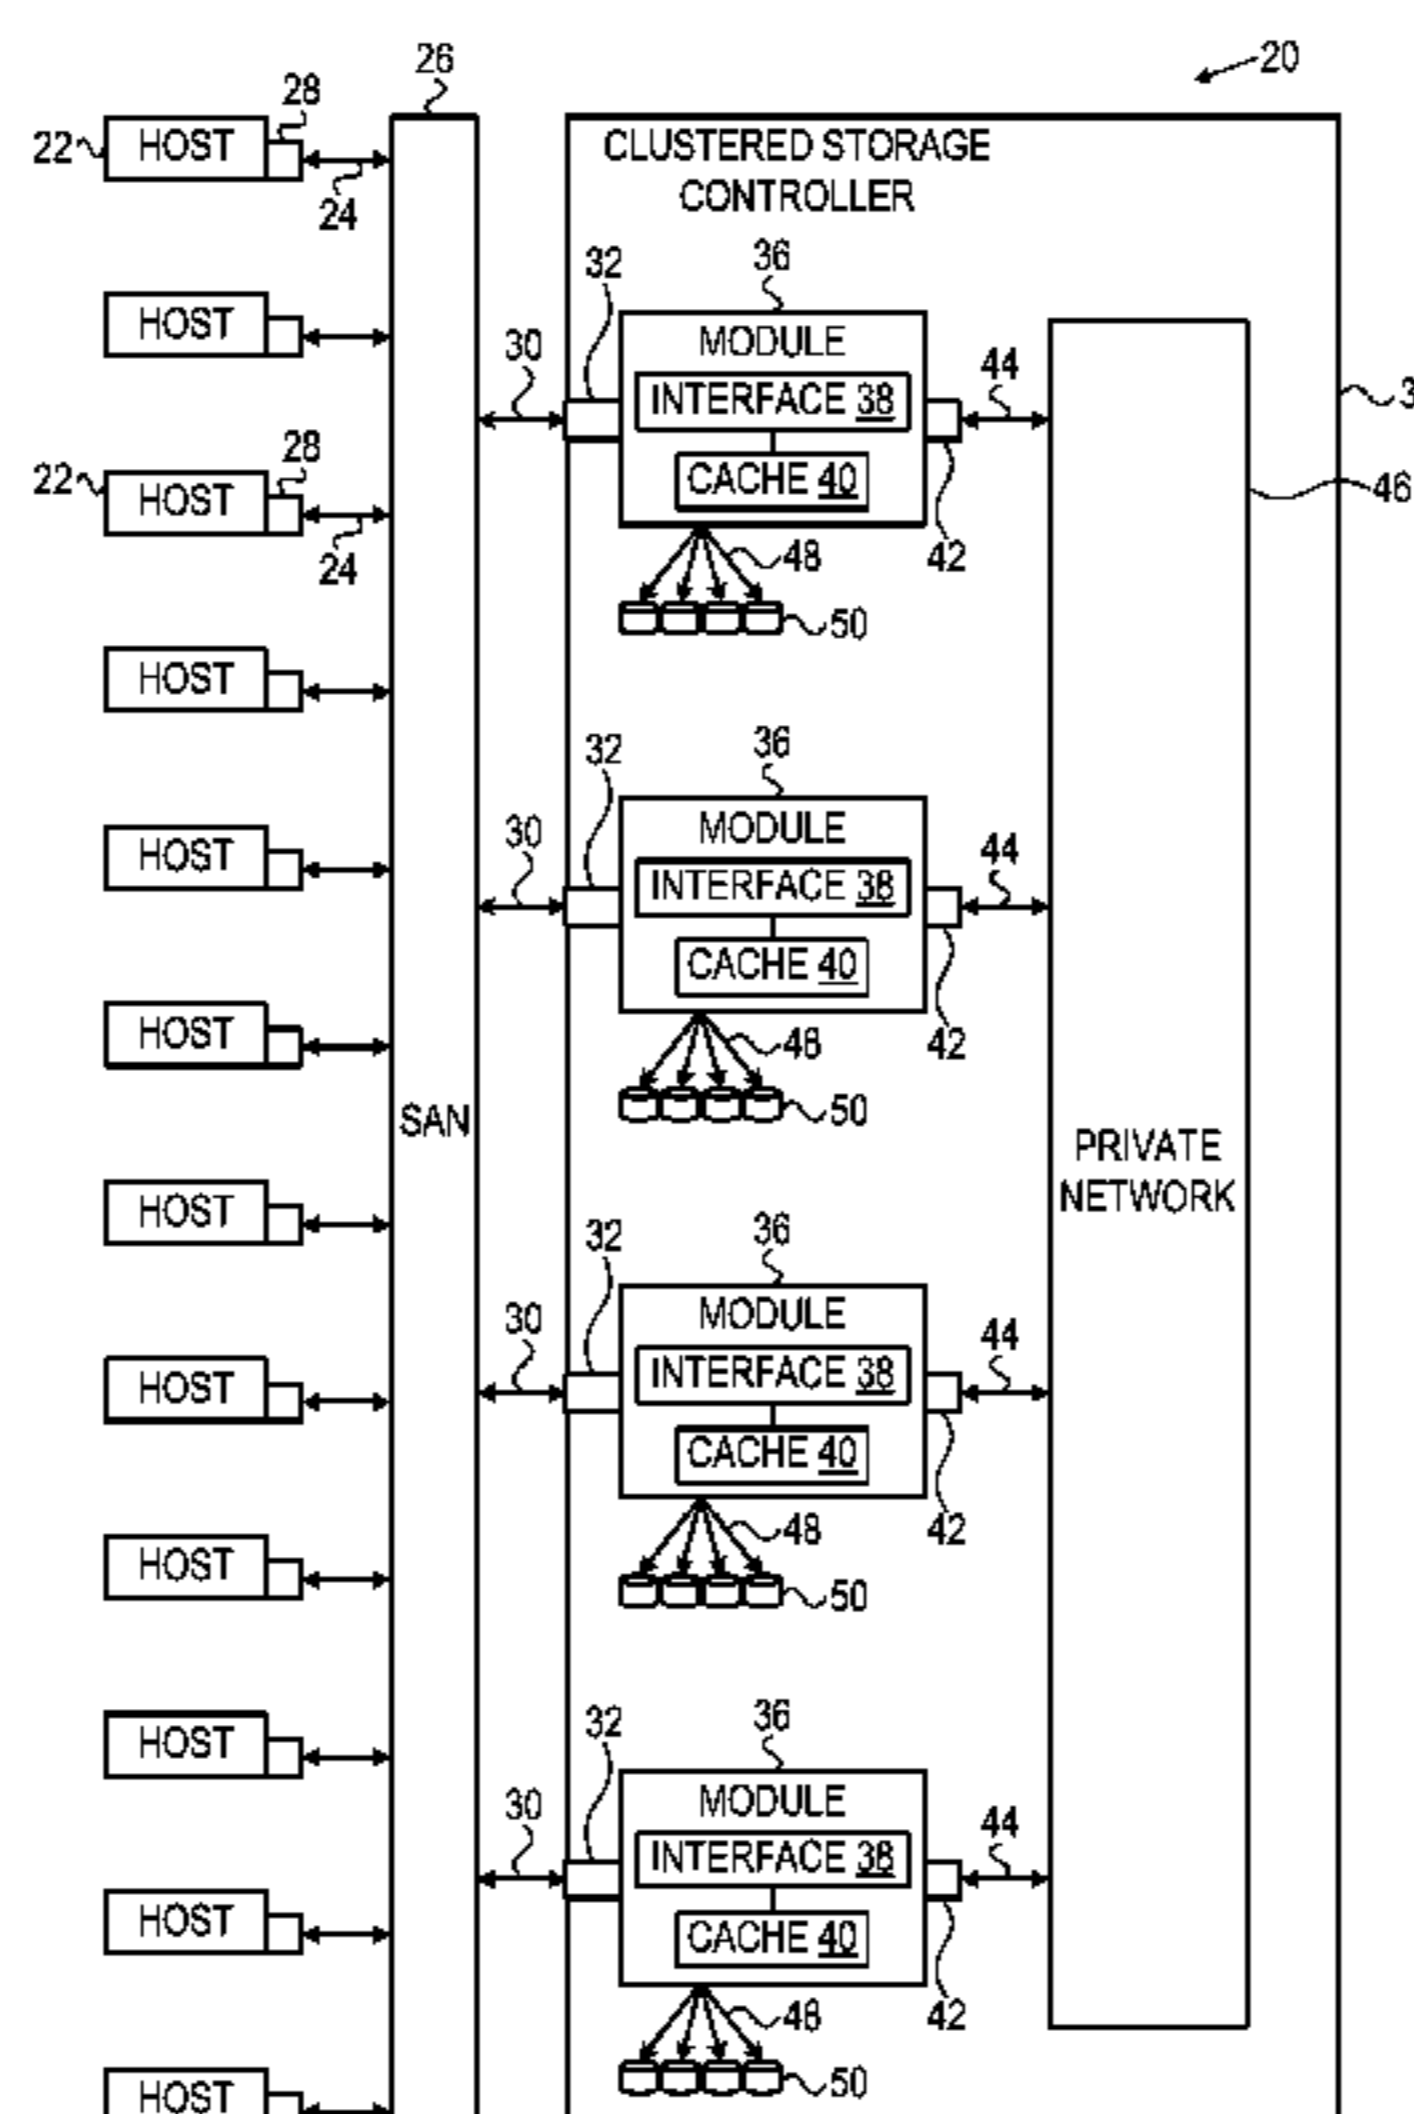 26
20
28
22
HOST
CLUSTERED STORAGE
CONTROLLER
24
36
32
HOST
MODULE
30
44
INTERFACE 38
3
28
22
HOST
CACHE 40
46
24
48
42
50
HOST
36
32
MODULE
30
44
HOST
INTERFACE 38
CACHE 40
HOST
48
42
50
SAN
PRIVATE
NETWORK
HOST
36
32
MODULE
30
44
HOST
INTERFACE 38
CACHE 40
48
42
HOST
50
36
32
HOST
MODULE
30
44
INTERFACE 38
HOST
CACHE 40
48
42
50
HOST